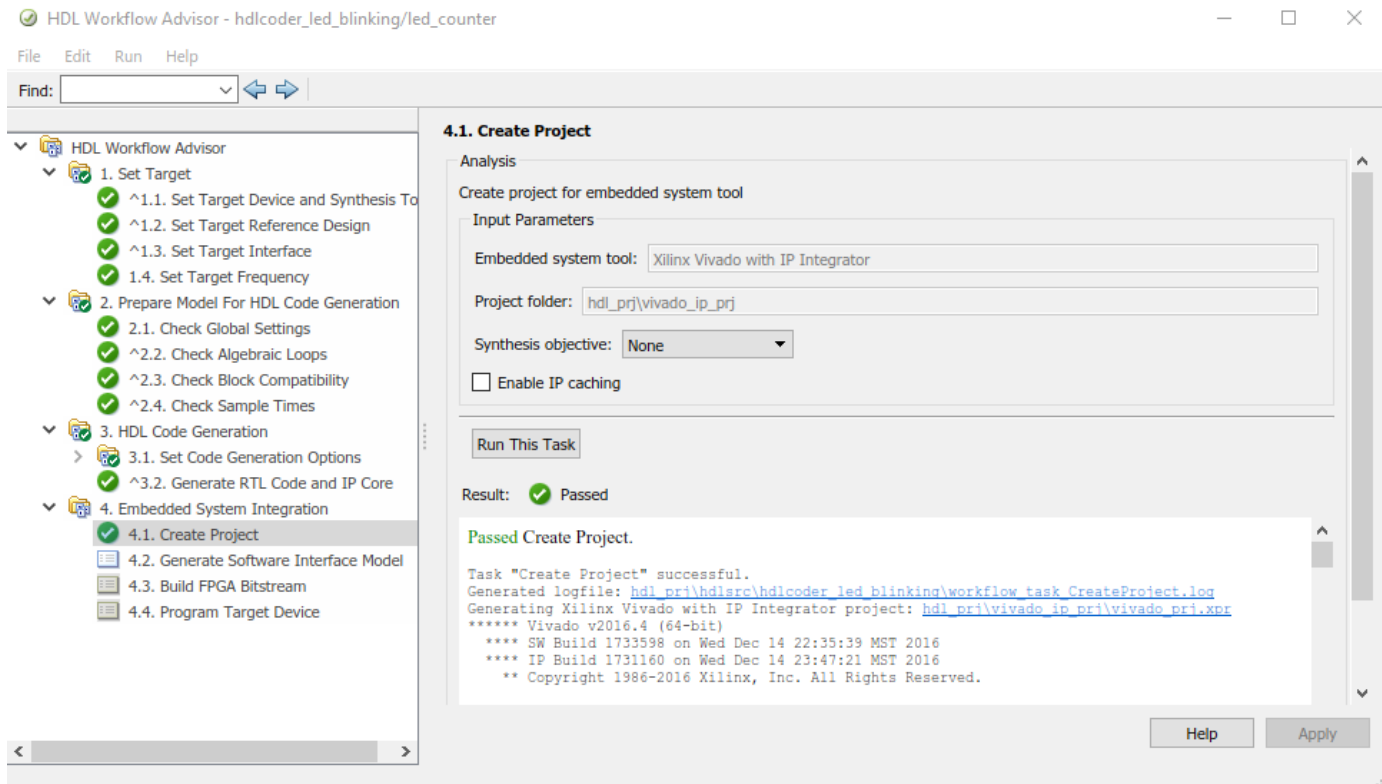 HDL Workflow Advisor - hdlcoder_led_blinking/led_counter
File Edit Run Help
Find:
HDL Workflow Advisor
1. Set Target
^1.1. Set Target Device and Synthesis To
^1.2. Set Target Reference Design
^1.3. Set Target Interface
1.4. Set Target Frequency
2. Prepare Model For HDL Code Generation
2.1. Check Global Settings
^2.2. Check Algebraic Loops
^2.3. Check Block Compatibility
^2.4. Check Sample Times
3. HDL Code Generation
3.1. Set Code Generation Options
^3.2. Generate RTL Code and IP Core
4. Embedded System Integration
4.1. Create Project
4.2. Generate Software Interface Model
4.3. Build FPGA Bitstream
4.4. Program Target Device
4.1. Create Project
Analysis
Create project for embedded system tool
Input Parameters
Embedded system tool: Xilinx Vivado with IP Integrator
Project folder: hdl_prj\vivado_ip_prj
Synthesis objective: None
Enable IP caching
Run This Task
Result: Passed
Passed Create Project.
Task "Create Project" successful.
Generated logfile: hdl_prj\hdlsrc\hdlcoder_led_blinking\workflow_task_CreateProject.log
Generating Xilinx Vivado with IP Integrator project: hdl_prj\vivado_ip_prj\vivado_prj.xpr
****** Vivado v2016.4 (64-bit)
**** SW Build 1733598 on Wed Dec 14 22:35:39 MST 2016
**** IP Build 1731160 on Wed Dec 14 23:47:21 MST 2016
** Copyright 1986-2016 Xilinx, Inc. All Rights Reserved.
Help Apply